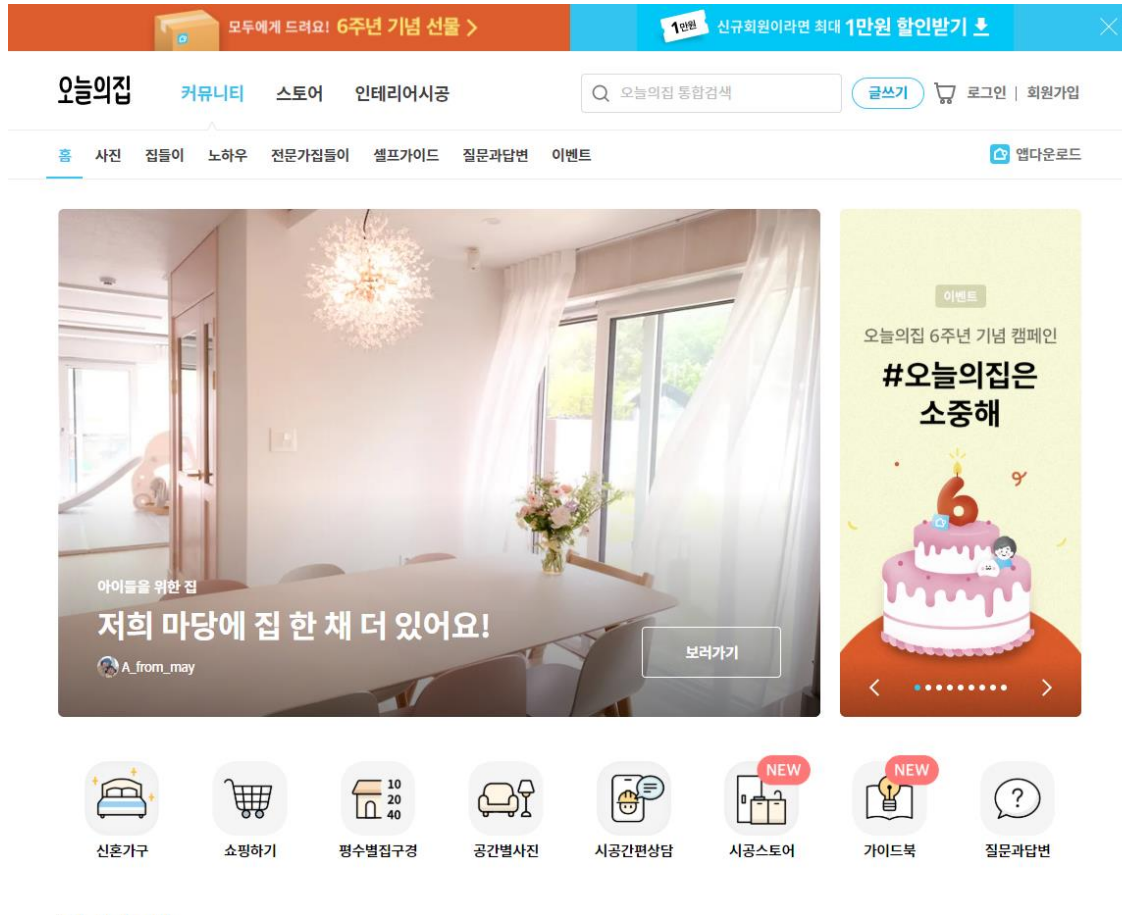 모두에게 드려요! 6주년 기념 선물 >
1만원 신규회원이라면 최대 1만원 할인받기
오늘의집 커뮤니티 스토어 인테리어시공
오늘의집 통합검색
글쓰기 로그인 | 회원가입
홈 사진 집들이 노하우 전문가집들이 셀프가이드 질문과답변 이벤트
앱다운로드
아이들을 위한 집
저희 마당에 집 한 채 더 있어요!
A_from_may
보러가기
이벤트
오늘의집 6주년 기념 캠페인
#오늘의집은
소중해
6
10
20
40
NEW
NEW
?
신혼가구 쇼핑하기 평수별집구경 공간별사진 시공간편상담 시공스토어 가이드북 질문과답변